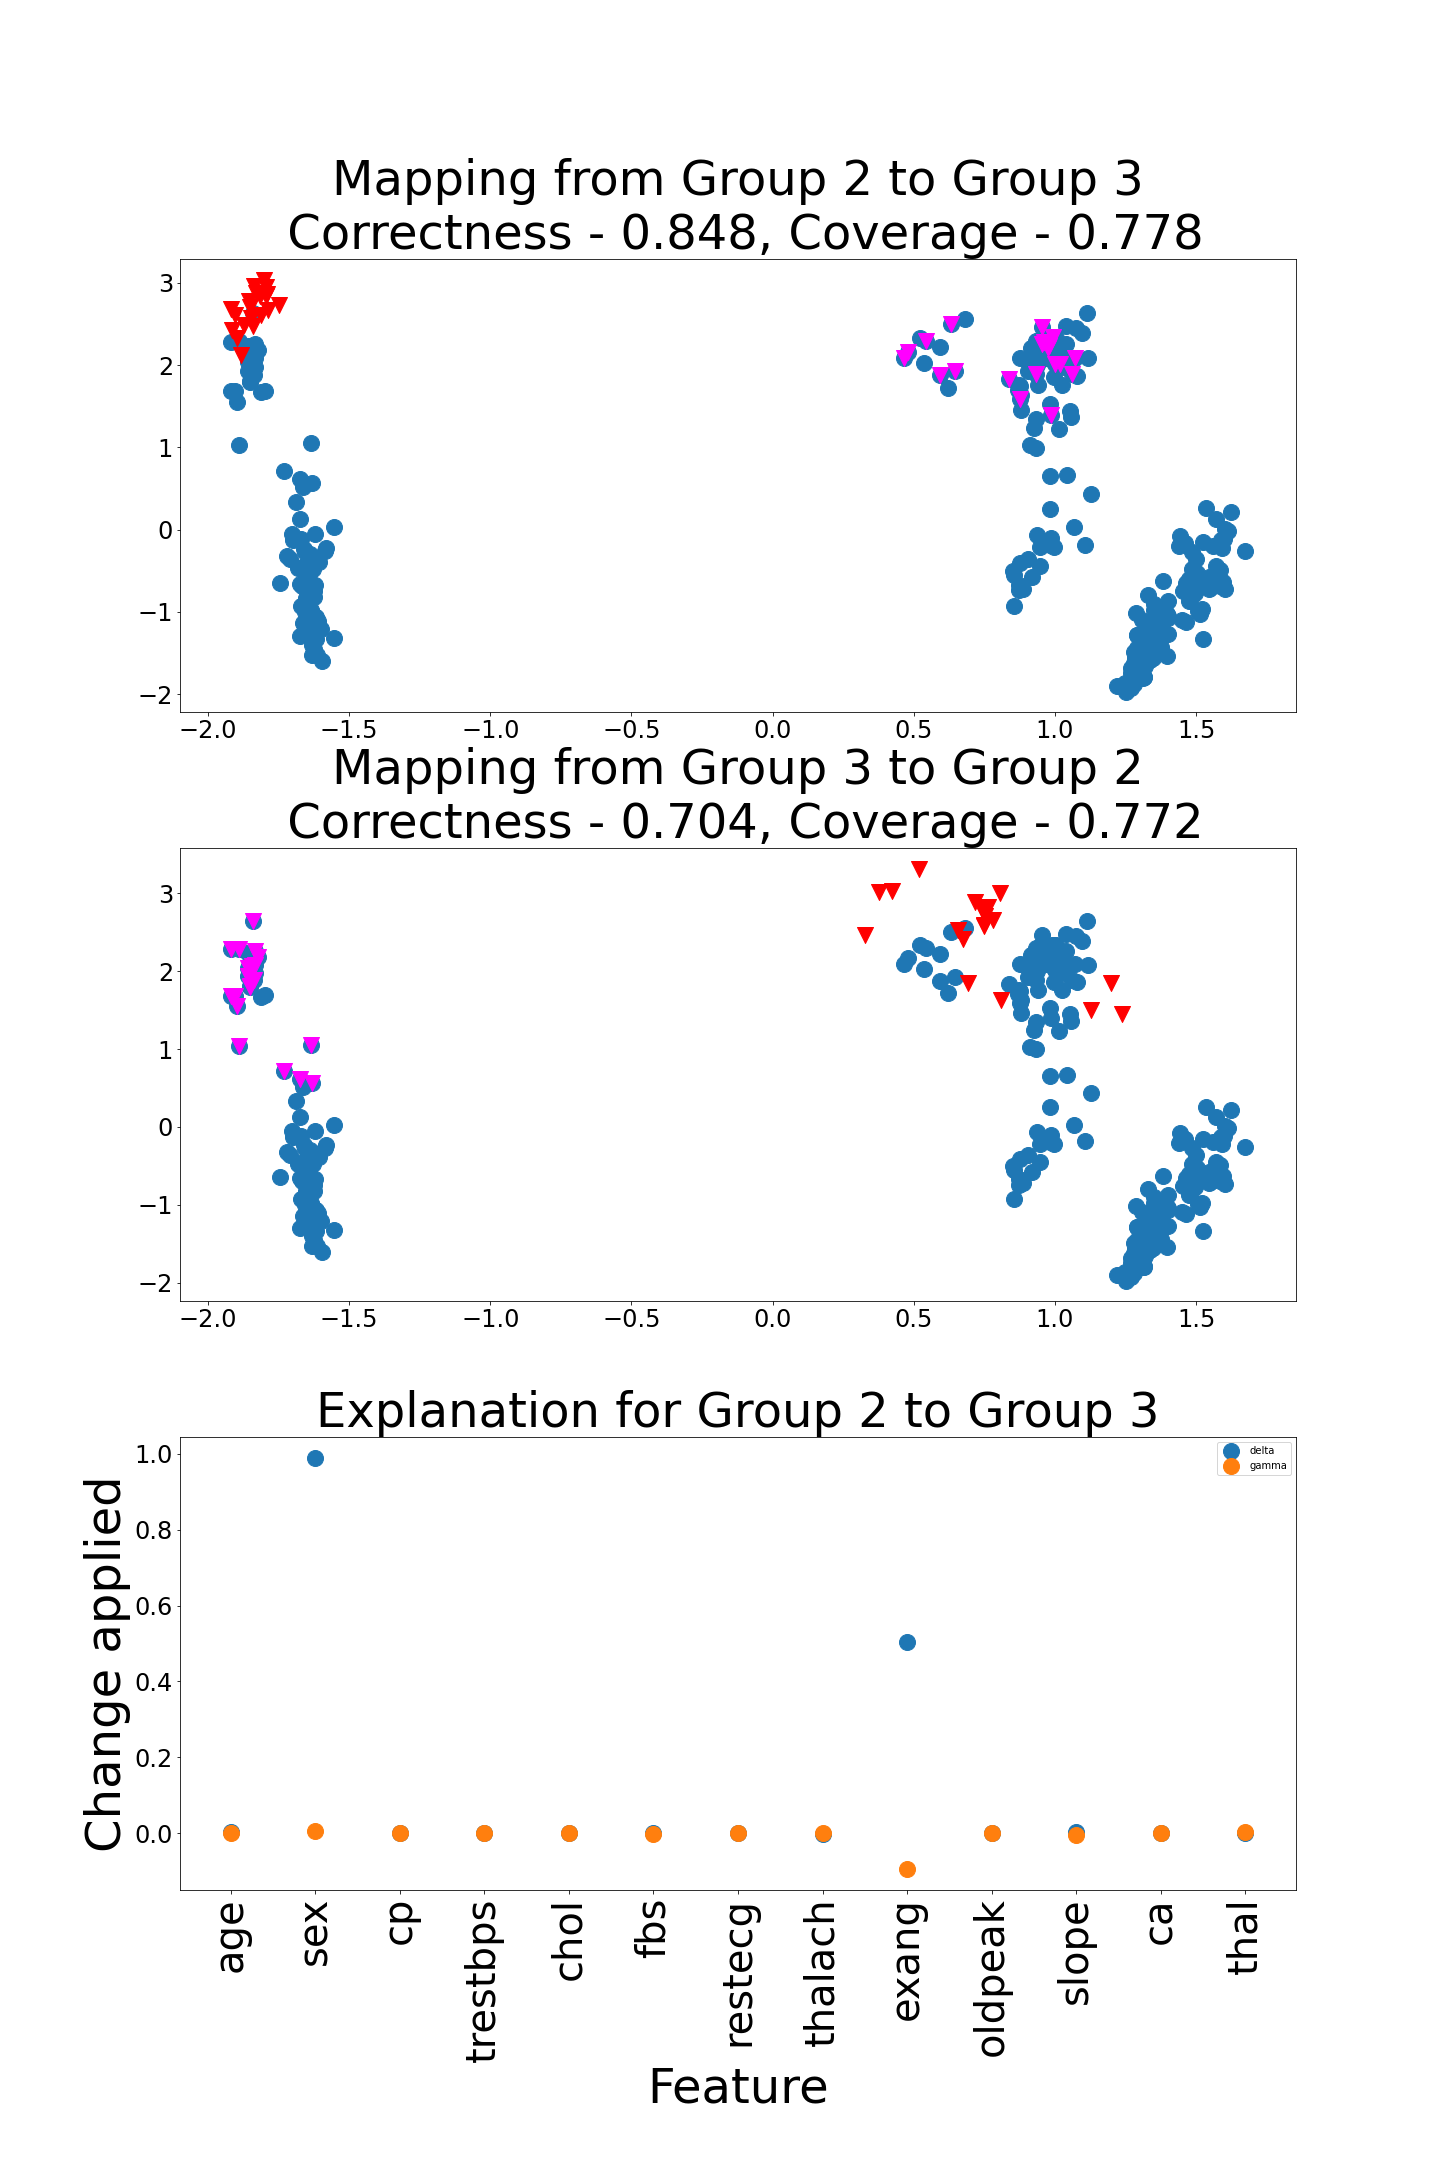 Mapping from Group 2 to Group 3
Correctness - 0.848, Coverage - 0.778
3
2
1
0
−1
−2
−2.0 −1.5 −1.0 −0.5 0.0 0.5 1.0 1.5
Mapping from Group 3 to Group 2
Correctness - 0.704, Coverage - 0.772
3
2
1
0
−1
−2
−2.0 −1.5 −1.0 −0.5 0.0 0.5 1.0 1.5
Explanation for Group 2 to Group 3
Change applied
1.0
0.8
0.6
0.4
0.2
0.0
delta
gamma
age sex cp trestbps chol fbs restecg thalach exang oldpeak slope ca thal
Feature